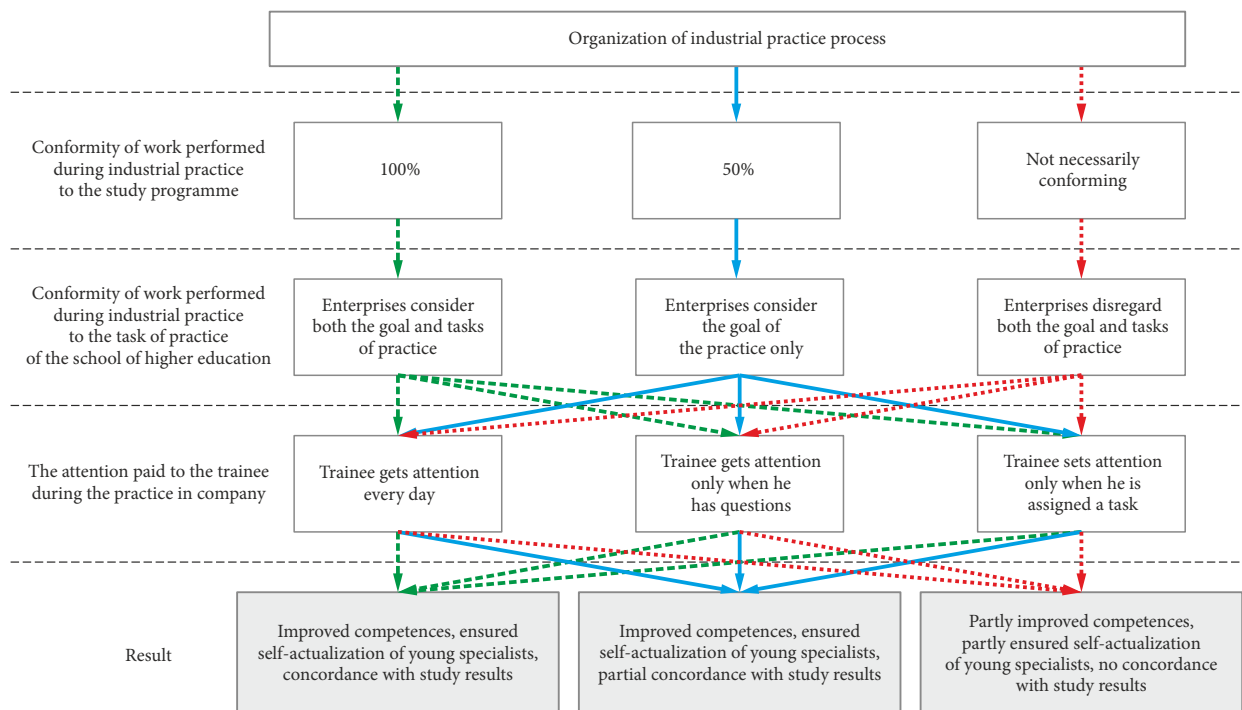 Organization of industrial practice process
Conformity of work performed
during industrial practice
to the study programme
100%
50%
Not necessarily
conforming
Conformity of work performed
during industrial practice
to the task of practice
of the school of higher education
Enterprises consider
both the goal and tasks
of practice
Enterprises consider
the goal of
the practice only
Enterprises disregard
both the goal and tasks
of practice
The attention paid to the trainee
during the practice in company
Trainee gets attention
every day
Trainee gets attention
only when he
has questions
Trainee sets attention
only when he is
assigned a task
Result
Improved competences, ensured
self-actualization of young specialists,
concordance with study results
Improved competences, ensured
self-actualization of young specialists,
partial concordance with study results
Partly improved competences,
partly ensured self-actualization
of young specialists, no concordance
with study results